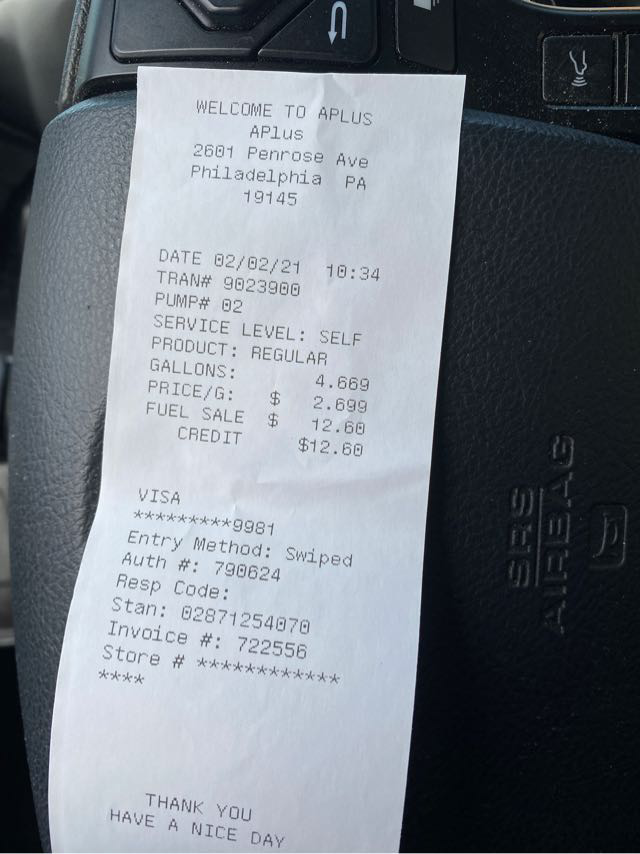 WELCOME TO APLUS
APlus
2601 Penrose Ave
Philadelphia PA
19145
DATE 02/02/21 10:34
TRAN# 9023900
PUMP# 02
SERVICE LEVEL: SELF
PRODUCT: REGULAR
GALLONS: 4.669
PRICE/G: $ 2.699
FUEL SALE $ 12.60
CREDIT $12.60
VISA
*********9981
Entry Method: Swiped
Auth #: 790624
Resp Code:
Stan: 02871254070
Invoice #: 722556
Store # ************
****
THANK YOU
HAVE A NICE DAY
SRS
AIRBAG